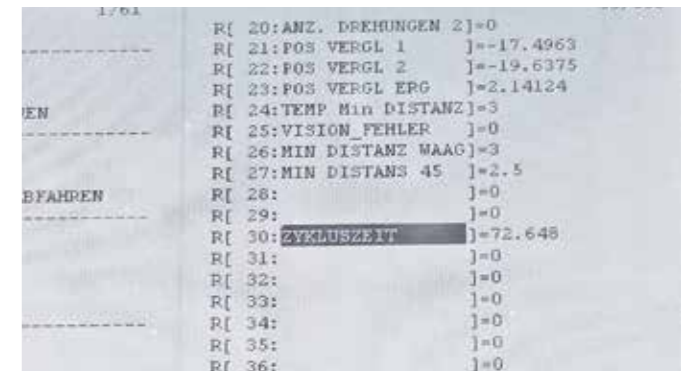 1/61
EN
BFAHREN
R[ 20:ANZ. DREHUNGEN 2]=0
R[ 21:POS VERGL 1 ]=-17.4963
R[ 22:POS VERGL 2 ]=-19.6375
R[ 23:POS VERGL ERG ]=2.14124
R[ 24:TEMP Min DISTANZ]=3
R[ 25:VISION_FEHLER ]=0
R[ 26:MIN DISTANZ WAAG]=3
R[ 27:MIN DISTANS 45 ]=2.5
R[ 28: ]=0
R[ 29: ]=0
R[ 30:ZYKLUSZEIT ]=72.648
R[ 31: ]=0
R[ 32: ]=0
R[ 33: ]=0
R[ 34: ]=0
R[ 35: ]=0
R[ 36: ]=0